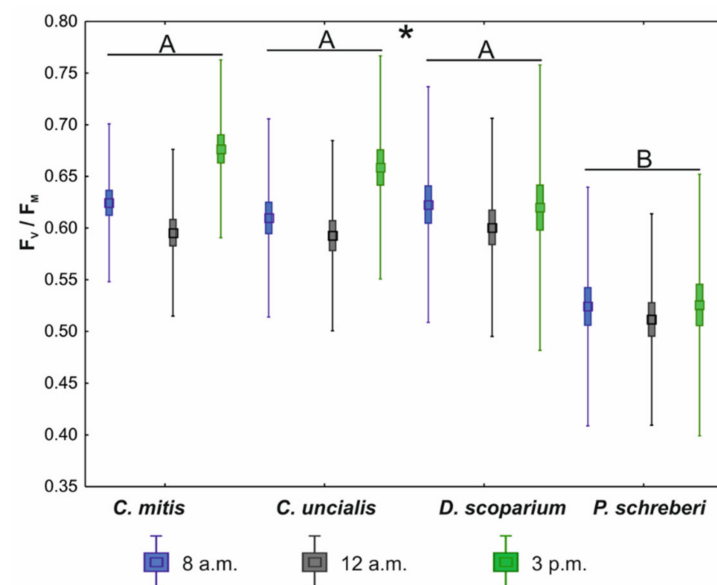 0.80
A
A
*
A
0.75
0.70
0.65
B
0.60
0.55
0.50
0.45
0.40
0.35
Fᵥ / Fᴍ
C. mitis C. uncialis D. scoparium P. schreberi
8 a.m. 12 a.m. 3 p.m.